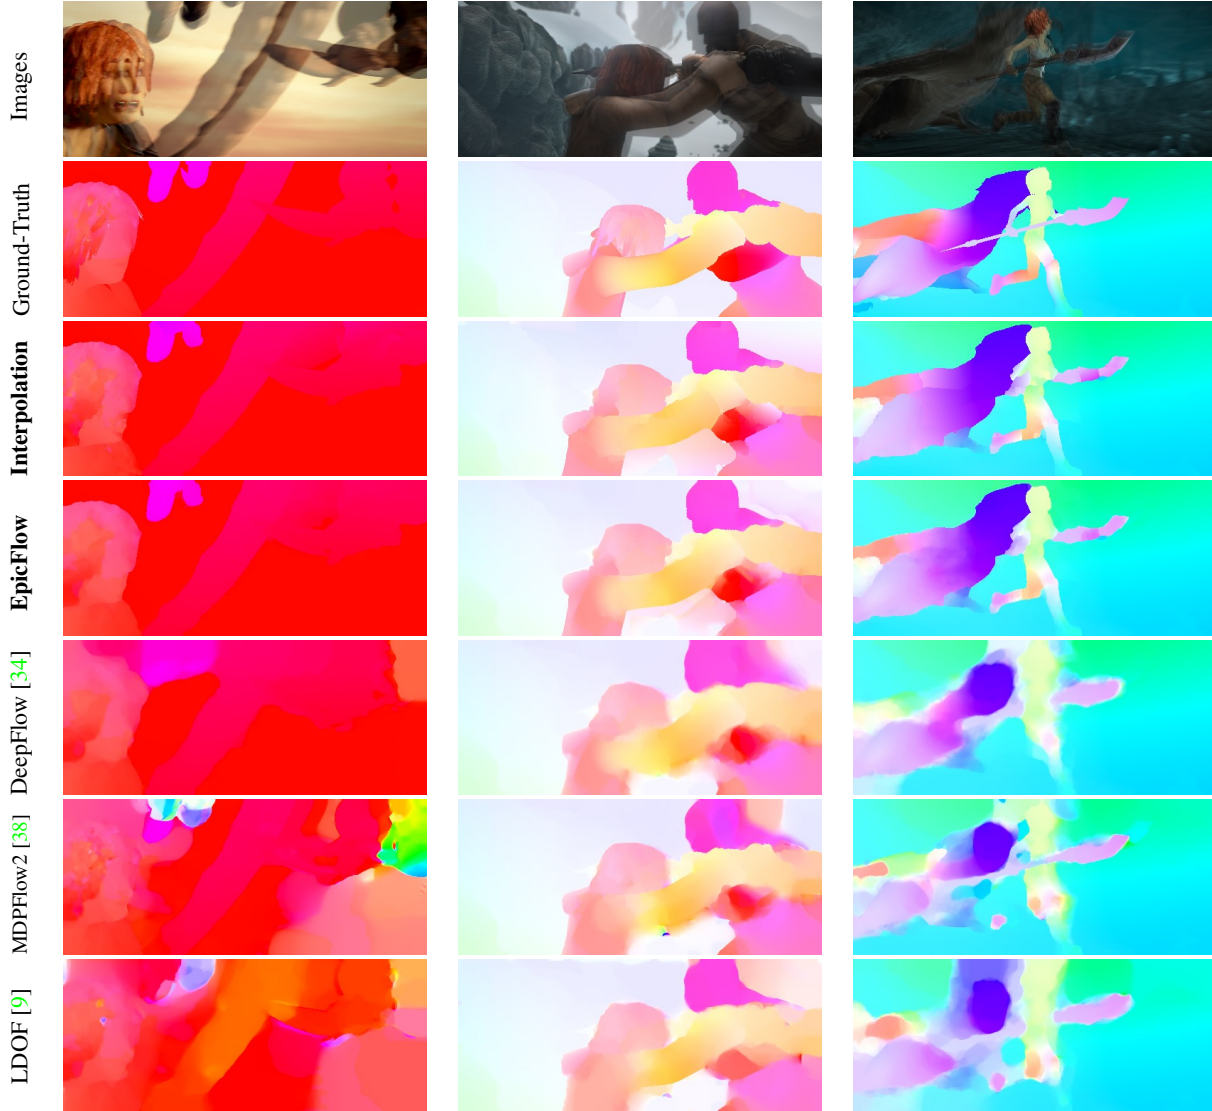 Images
Ground-Truth
Interpolation
EpicFlow
DeepFlow [34]
MDPFlow2 [38]
LDOF [9]